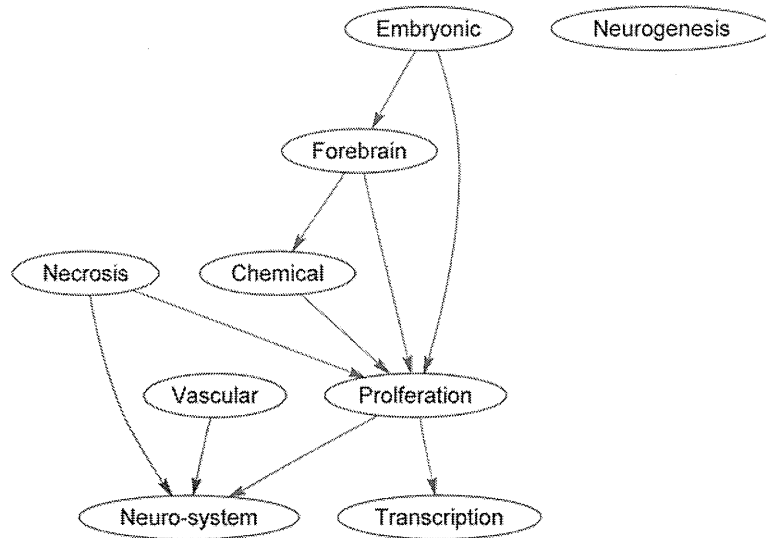 Embryonic
Neurogenesis
Forebrain
Necrosis
Chemical
Vascular
Prolferation
Neuro-system
Transcription